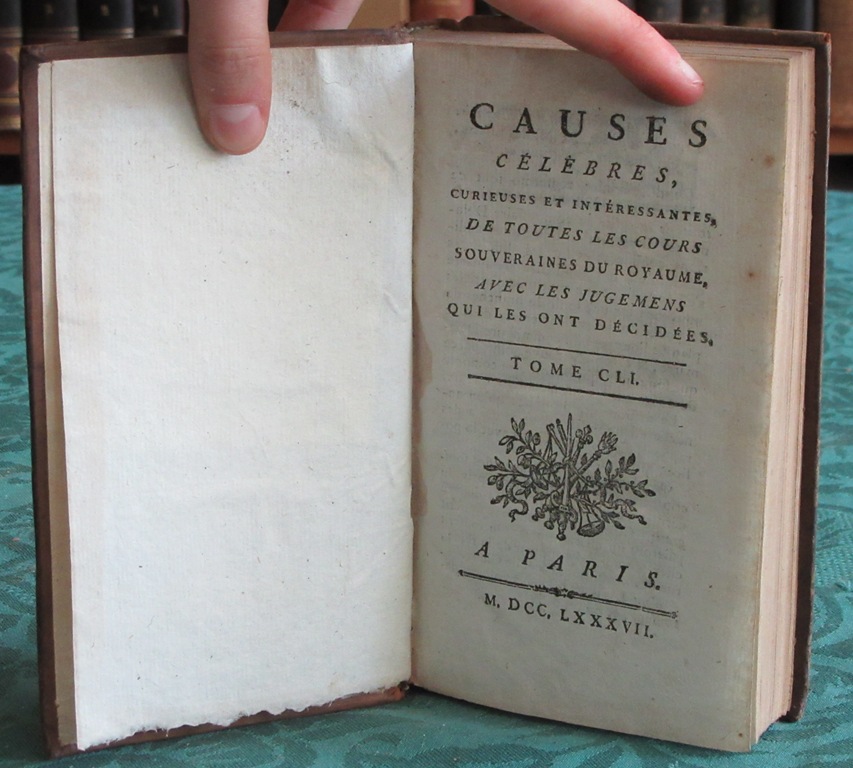 CAUSES
CÉLÈBRES,
CURIEUSES ET INTÉRESSANTES,
DE TOUTES LES COURS
SOUVERAINES DU ROYAUME,
AVEC LES JUGEMENS
QUI LES ONT DÉCIDÉES.
TOME CLI.
A PARIS.
M. DCC. LXXXVII.